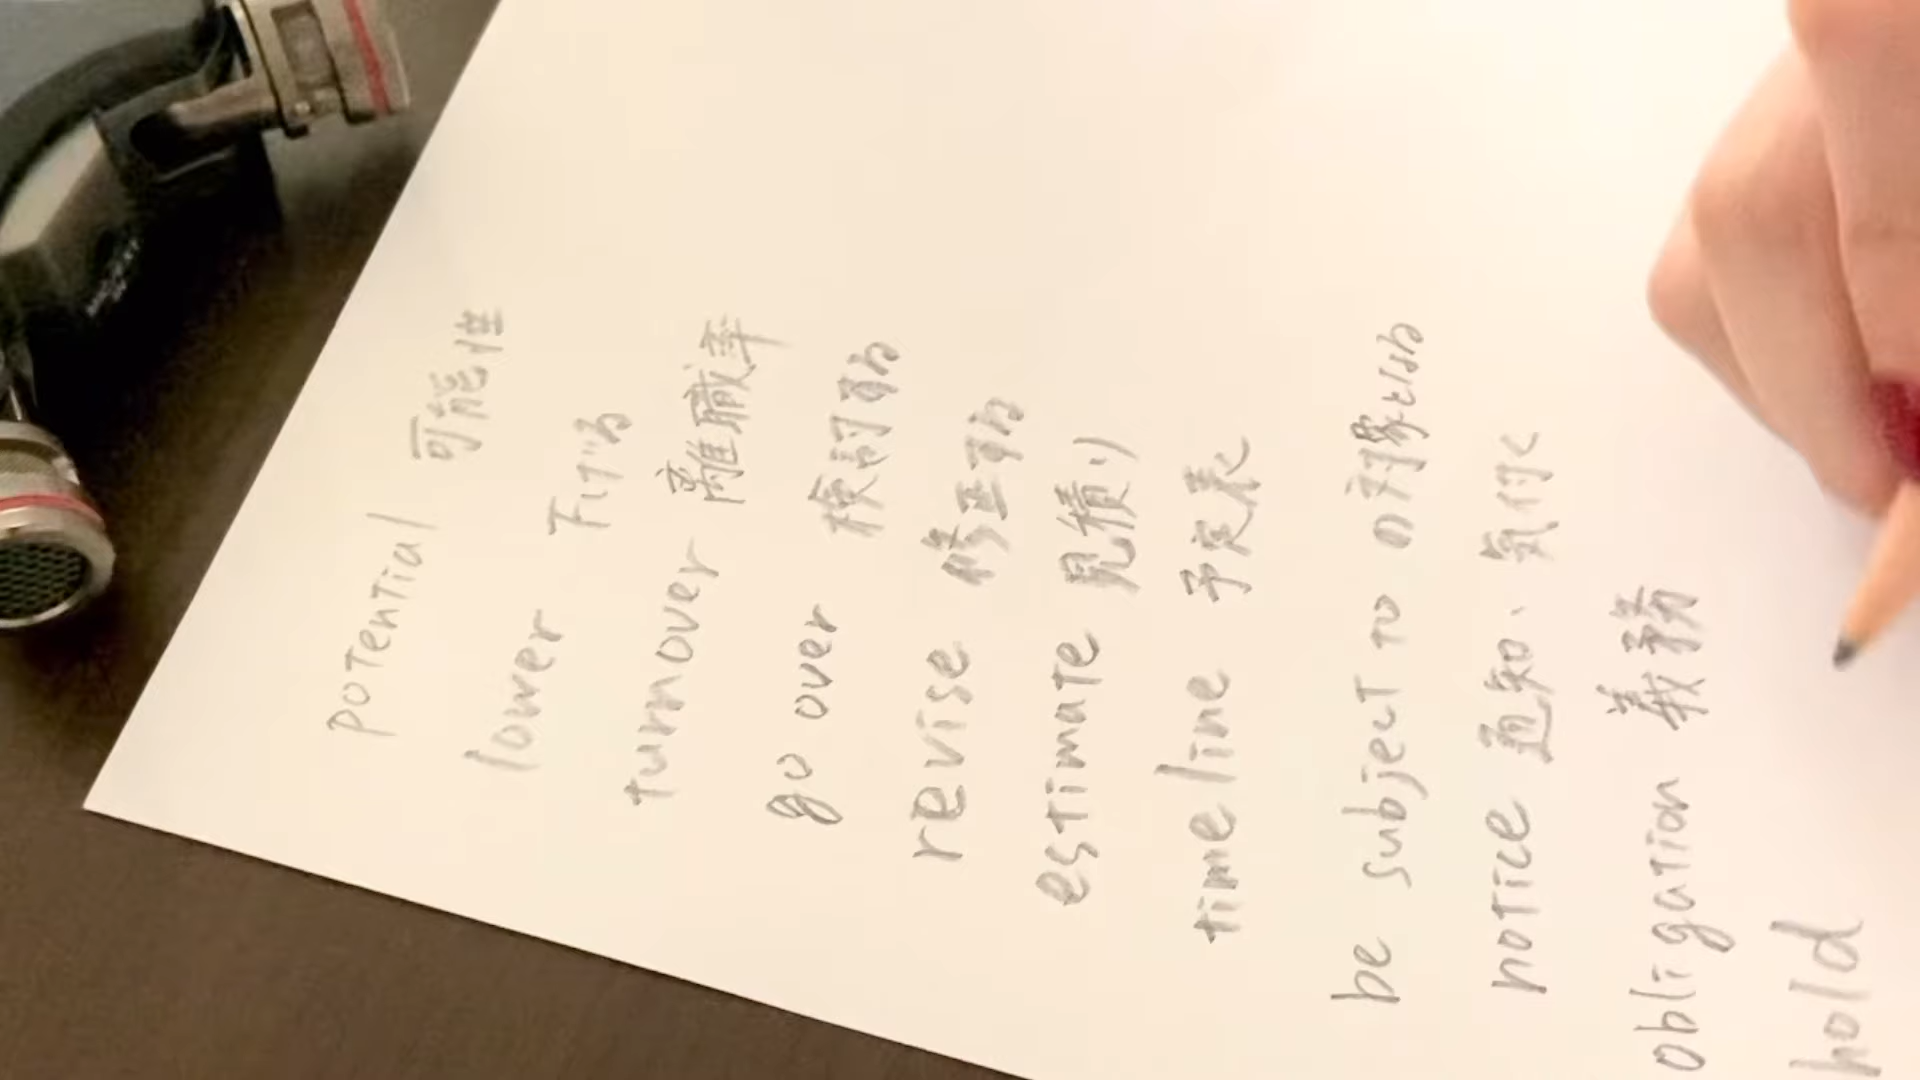 potential 可能性
lower 下げる
turnover 離職率
go over 検討する
revise 修正する
estimate 見積り
timeline 予定表
be subject to の対象となる
notice 通知、気付く
obligation 義務
hold